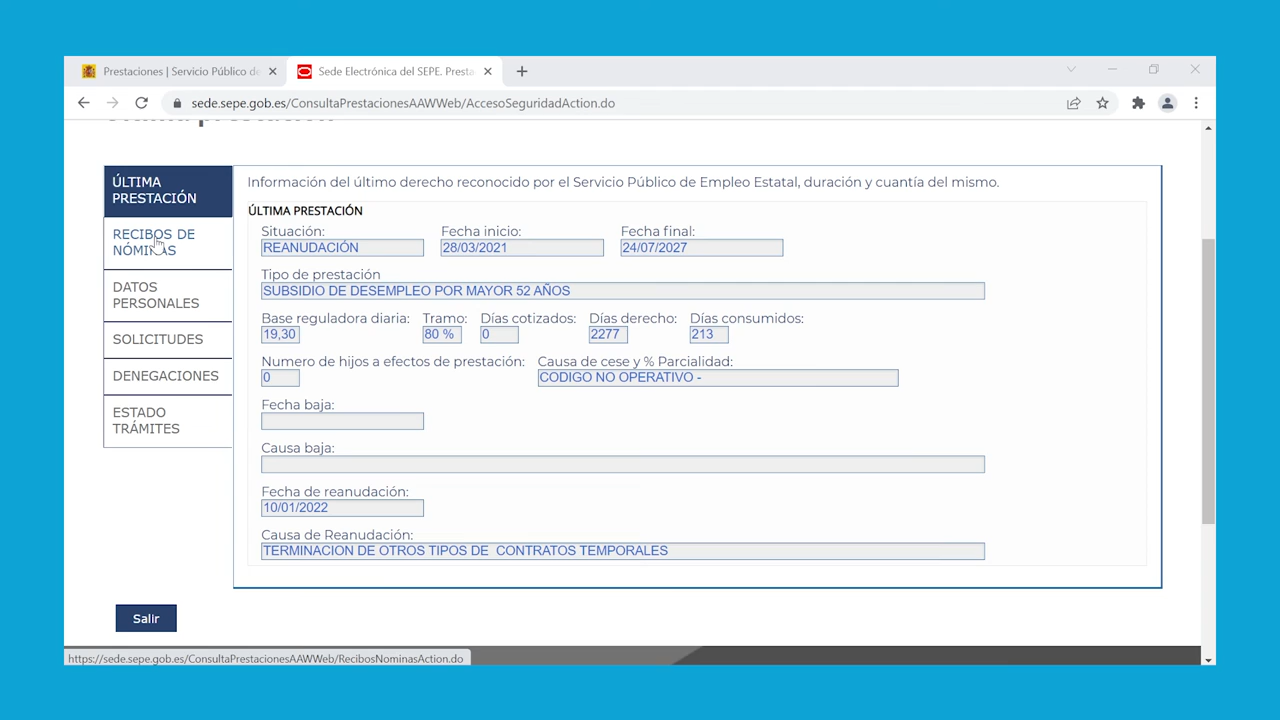 Prestaciones | Servicio Público de
Sede Electrónica del SEPE. Presta
sede.sepe.gob.es/ConsultaPrestacionesAAWWeb/AccesoSeguridadAction.do
ÚLTIMA
PRESTACIÓN
RECIBOS DE
NÓMINAS
DATOS
PERSONALES
SOLICITUDES
DENEGACIONES
ESTADO
TRÁMITES
Información del último derecho reconocido por el Servicio Público de Empleo Estatal, duración y cuantía del mismo.
ÚLTIMA PRESTACIÓN
Situación: Fecha inicio: Fecha final:
REANUDACIÓN 28/03/2021 24/07/2027
Tipo de prestación
SUBSIDIO DE DESEMPLEO POR MAYOR 52 AÑOS
Base reguladora diaria: Tramo: Días cotizados: Días derecho: Días consumidos:
19,30 80 % 0 2277 213
Numero de hijos a efectos de prestación: Causa de cese y % Parcialidad:
0 CODIGO NO OPERATIVO -
Fecha baja:
Causa baja:
Fecha de reanudación:
10/01/2022
Causa de Reanudación:
TERMINACION DE OTROS TIPOS DE CONTRATOS TEMPORALES
Salir
https://sede.sepe.gob.es/ConsultaPrestacionesAAWWeb/RecibosNominasAction.do